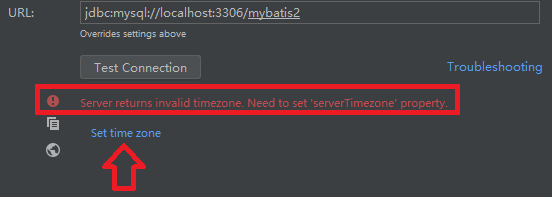 URL: jdbc:mysql://localhost:3306/mybatis2
Overrides settings above
Test Connection Troubleshooting
Server returns invalid timezone. Need to set 'serverTimezone' property.
Set time zone